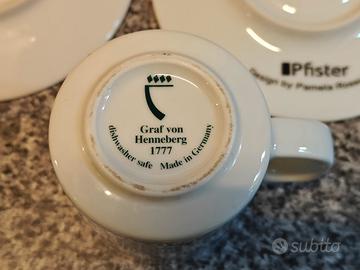 Graf von
Henneberg
1777
dishwasher safe Made in Germany
Pfister
Design by Pamela
subito